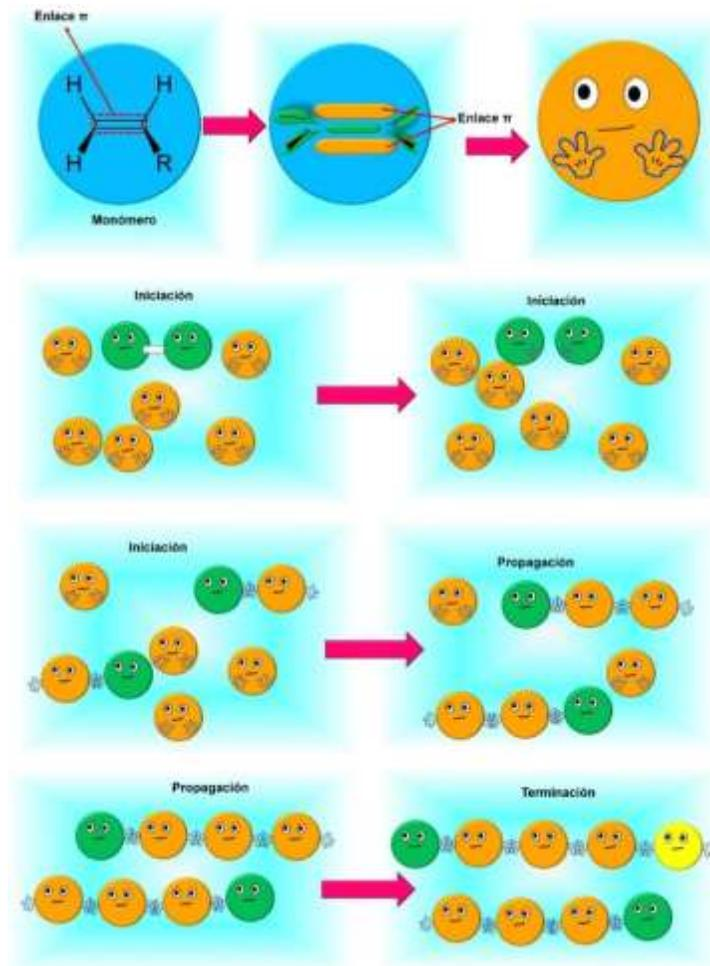 Enlace π
H
H
H
R
Monómero
Enlace π
Iniciación
Iniciación
Iniciación
Propagación
Propagación
Terminación